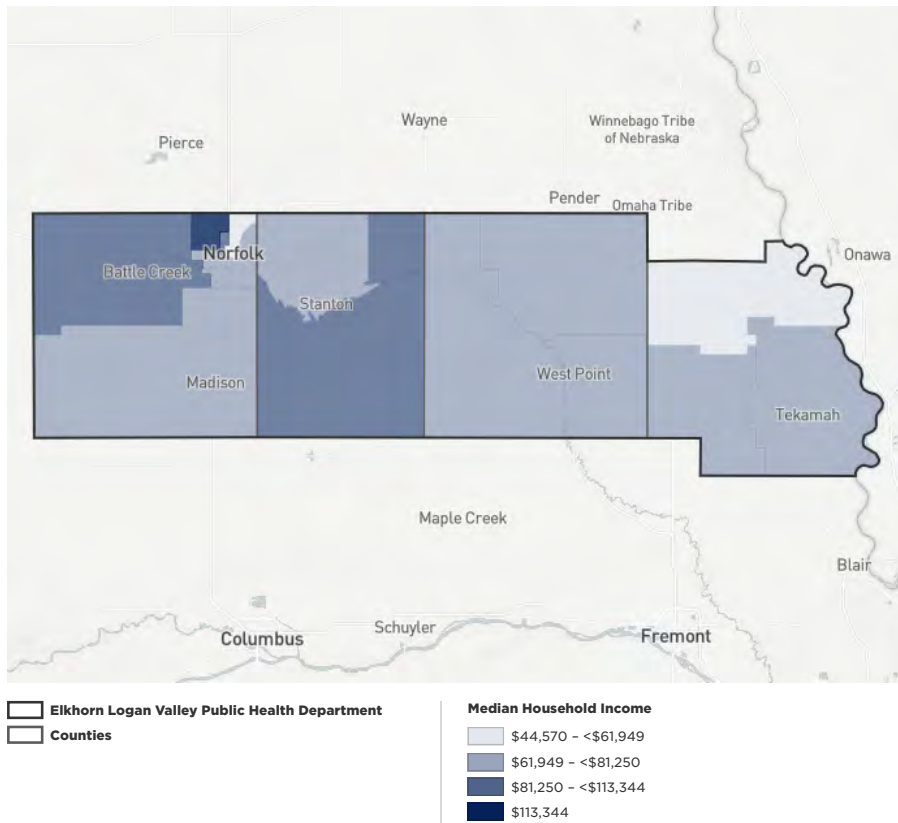 Wayne
Winnebago Tribe
of Nebraska
Pierce
Pender
Omaha Tribe
Norfolk
Onawa
Battle Creek
Stanton
West Point
Madison
Tekamah
Maple Creek
Blair
Schuyler
Columbus
Fremont
Elkhorn Logan Valley Public Health Department
Counties
Median Household Income
$44,570 – <$61,949
$61,949 – <$81,250
$81,250 – <$113,344
$113,344